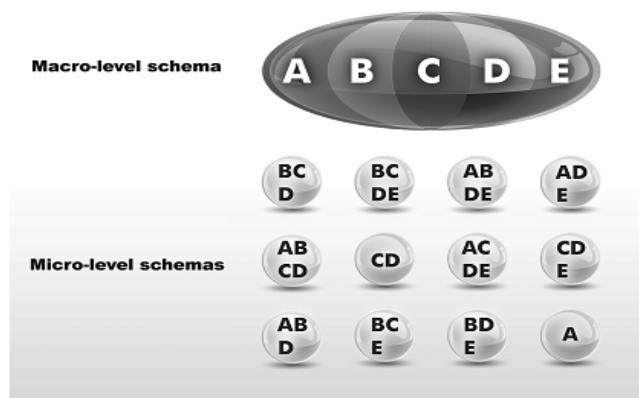 Macro-level schema
A B C D E
BC BC AB AD
D DE DE E
Micro-level schemas
AB CD AC CD
CD DE E
AB BC BD A
D E E